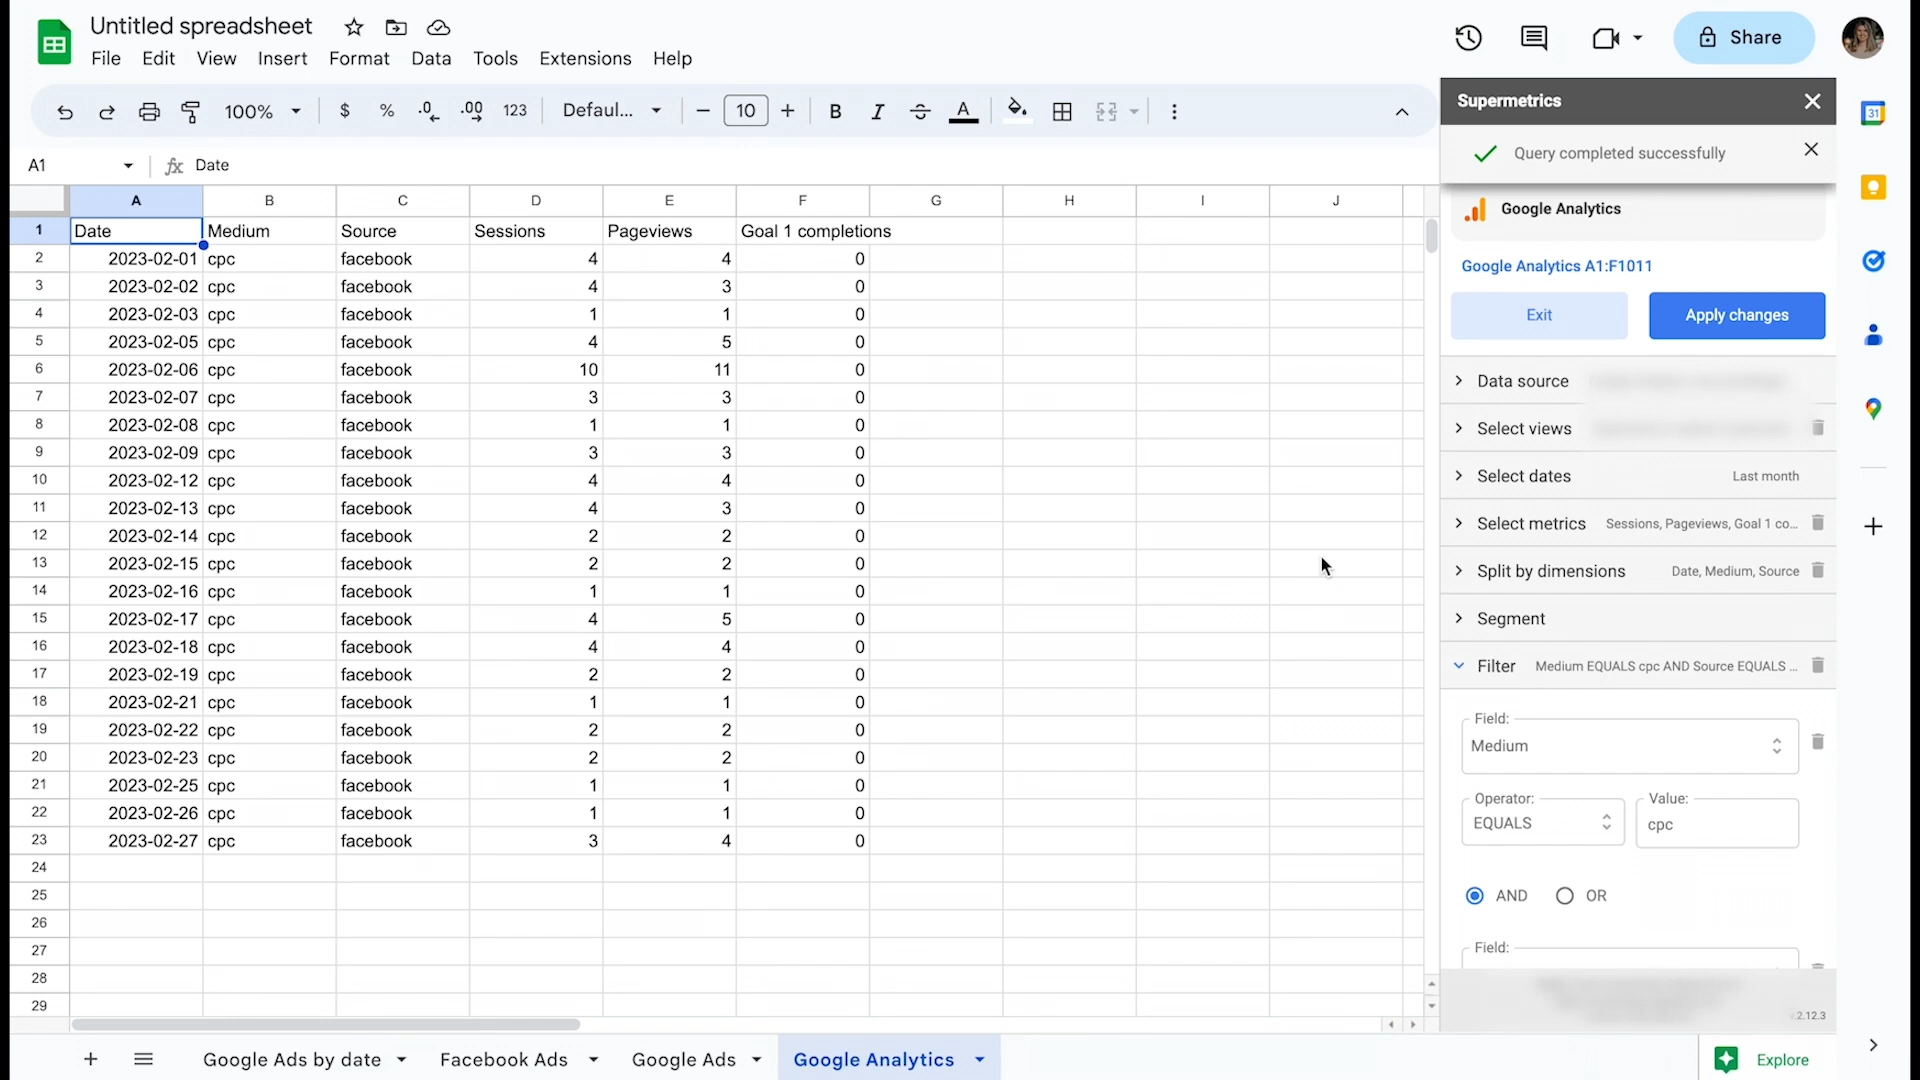 Untitled spreadsheet
File Edit View Insert Format Data Tools Extensions Help
Share
100% $ % .0 .00 123 Defaul... 10 B I A
A1 fx Date
A B C D E F G H I J
1 Date Medium Source Sessions Pageviews Goal 1 completions
2 2023-02-01 cpc facebook 4 4 0
3 2023-02-02 cpc facebook 4 3 0
4 2023-02-03 cpc facebook 1 1 0
5 2023-02-05 cpc facebook 4 5 0
6 2023-02-06 cpc facebook 10 11 0
7 2023-02-07 cpc facebook 3 3 0
8 2023-02-08 cpc facebook 1 1 0
9 2023-02-09 cpc facebook 3 3 0
10 2023-02-12 cpc facebook 4 4 0
11 2023-02-13 cpc facebook 4 3 0
12 2023-02-14 cpc facebook 2 2 0
13 2023-02-15 cpc facebook 2 2 0
14 2023-02-16 cpc facebook 1 1 0
15 2023-02-17 cpc facebook 4 5 0
16 2023-02-18 cpc facebook 4 4 0
17 2023-02-19 cpc facebook 2 2 0
18 2023-02-21 cpc facebook 1 1 0
19 2023-02-22 cpc facebook 2 2 0
20 2023-02-23 cpc facebook 2 2 0
21 2023-02-25 cpc facebook 1 1 0
22 2023-02-26 cpc facebook 1 1 0
23 2023-02-27 cpc facebook 3 4 0
24
25
26
27
28
29
Google Ads by date Facebook Ads Google Ads Google Analytics
Explore
Supermetrics
Query completed successfully
Google Analytics
Google Analytics A1:F1011
Exit Apply changes
Data source
Select views
Select dates Last month
Select metrics Sessions, Pageviews, Goal 1 co...
Split by dimensions Date, Medium, Source
Segment
Filter Medium EQUALS cpc AND Source EQUALS ...
Field:
Medium
Operator: Value:
EQUALS cpc
AND OR
Field:
v.2.12.3
31